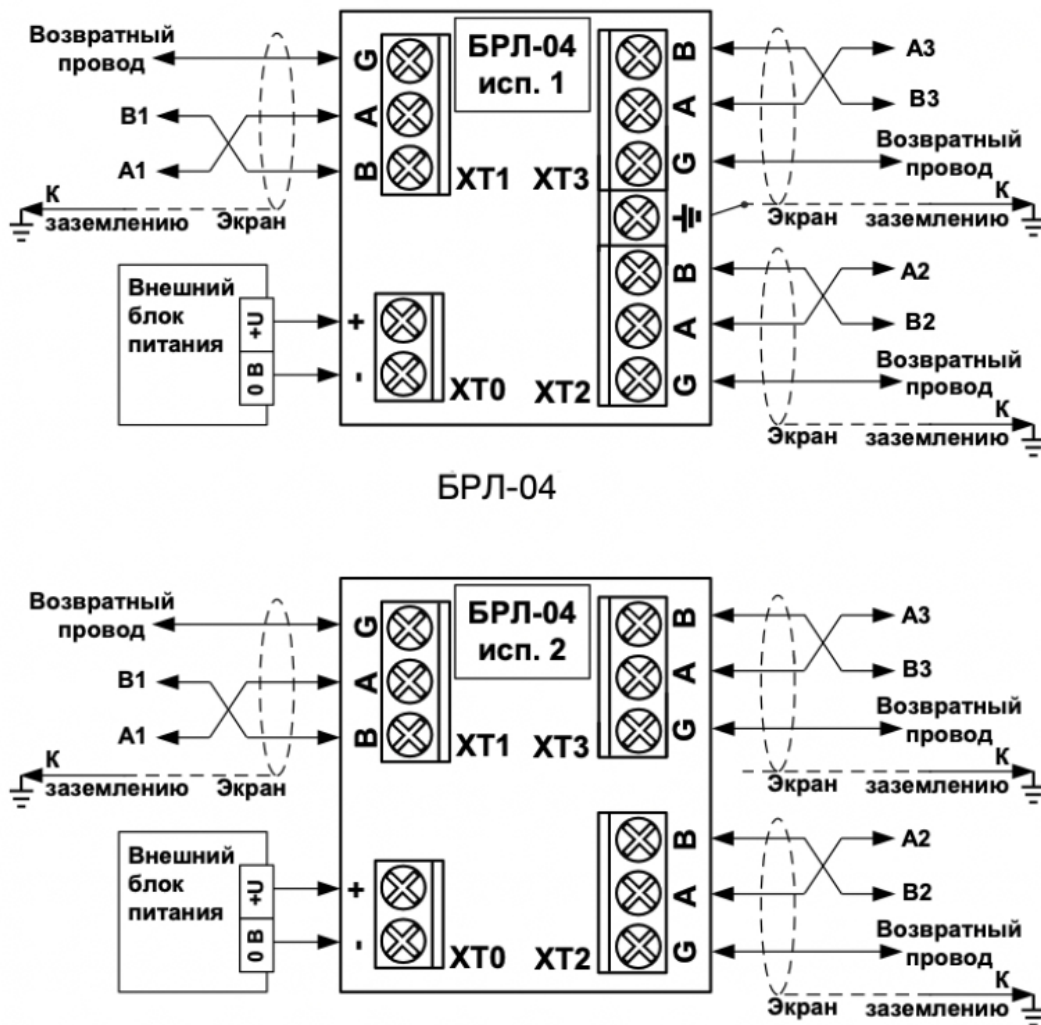 Возвратный
провод
B1
A1
К
заземлению
Экран
G
A
B
XT1
БРЛ-04
исп. 1
XT3
B
A
G
A3
B3
Возвратный
провод
К
Экран
заземлению
Внешний
блок
питания
+U
0 В
+
-
XT0
XT2
B
A
G
A2
B2
Возвратный
провод
К
Экран
заземлению
БРЛ-04
Возвратный
провод
B1
A1
К
заземлению
Экран
G
A
B
XT1
БРЛ-04
исп. 2
XT3
B
A
G
A3
B3
Возвратный
провод
К
Экран
заземлению
Внешний
блок
питания
+U
0 В
+
-
XT0
XT2
B
A
G
A2
B2
Возвратный
провод
К
Экран
заземлению